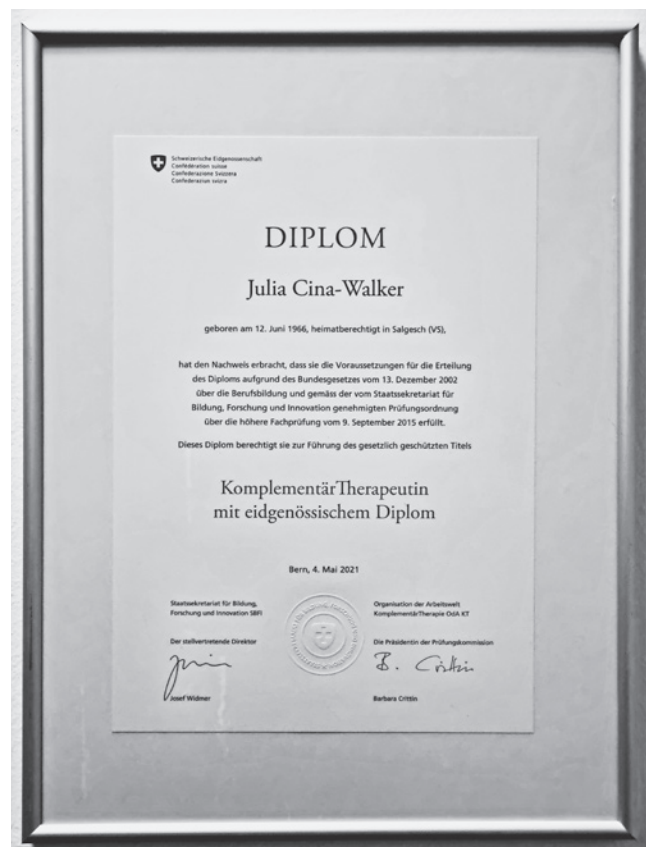 Schweizerische Eidgenossenschaft
Confédération suisse
Confederazione Svizzera
Confederaziun svizra
DIPLOM
Julia Cina-Walker
geboren am 12. Juni 1966, heimatberechtigt in Salgesch (VS),
hat den Nachweis erbracht, dass sie die Voraussetzungen für die Erteilung
des Diploms aufgrund des Bundesgesetzes vom 13. Dezember 2002
über die Berufsbildung und gemäss der vom Staatssekretariat für
Bildung, Forschung und Innovation genehmigten Prüfungsordnung
über die höhere Fachprüfung vom 9. September 2015 erfüllt.
Dieses Diplom berechtigt sie zur Führung des gesetzlich geschützten Titels
KomplementärTherapeutin
mit eidgenössischem Diplom
Bern, 4. Mai 2021
Staatssekretariat für Bildung,
Forschung und Innovation SBFI
Der stellvertretende Direktor
Josef Widmer
Organisation der Arbeitswelt
KomplementärTherapie OdA KT
Die Präsidentin der Prüfungskommission
B. Crittin
Barbara Crittin